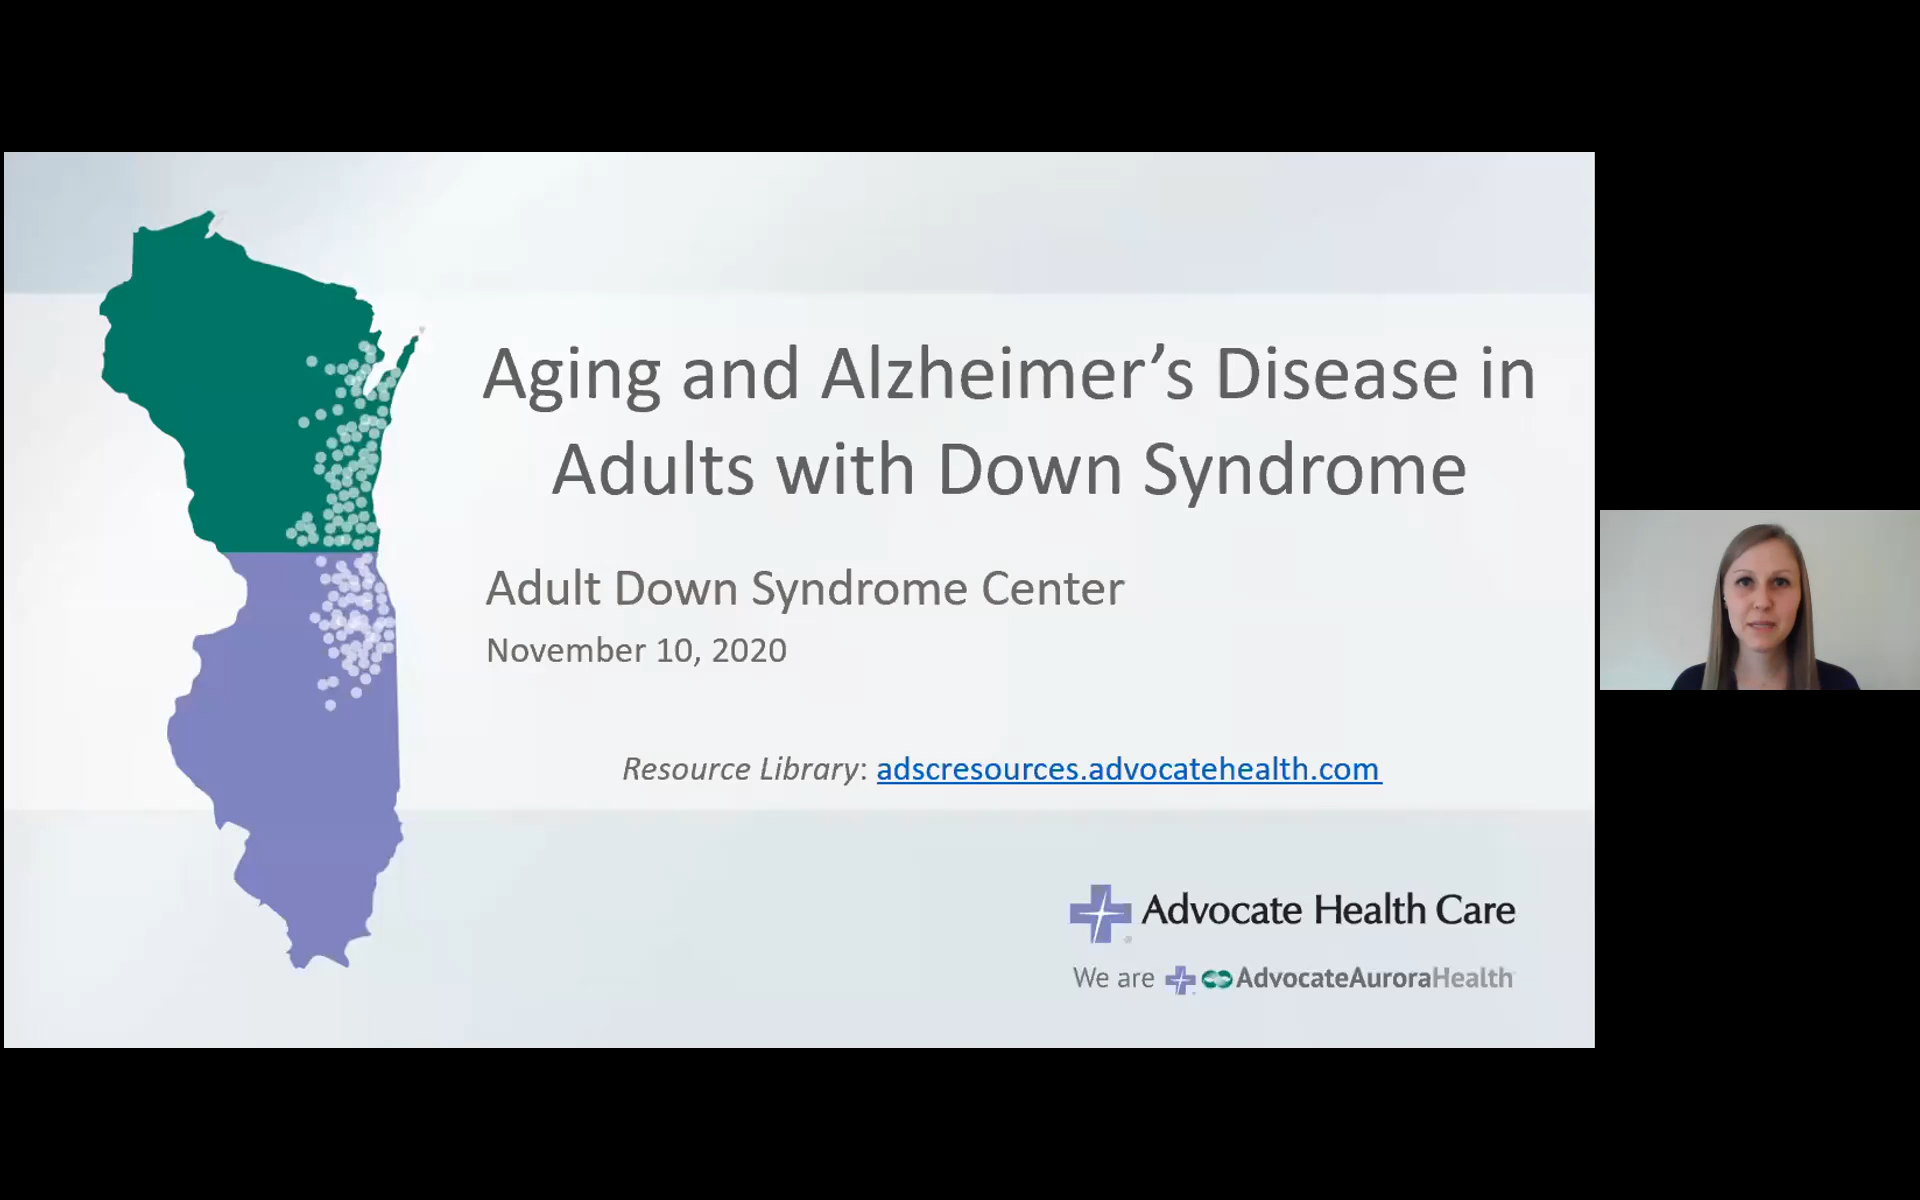 Aging and Alzheimer’s Disease in
Adults with Down Syndrome
Adult Down Syndrome Center
November 10, 2020
Resource Library: adscresources.advocatehealth.com
Advocate Health Care
We are AdvocateAuroraHealth